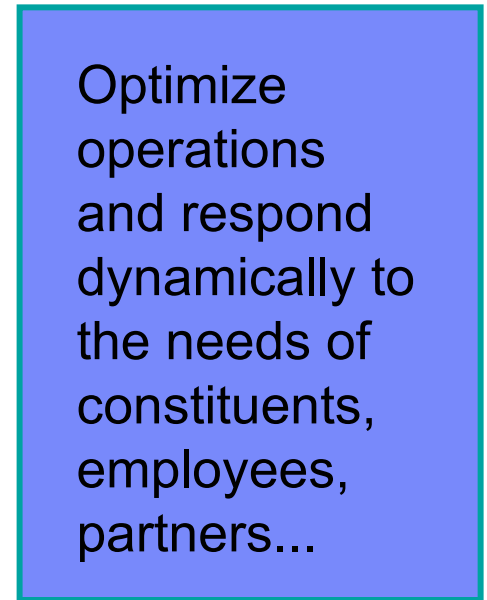 Optimize
operations
and respond
dynamically to
the needs of
constituents,
employees,
partners...